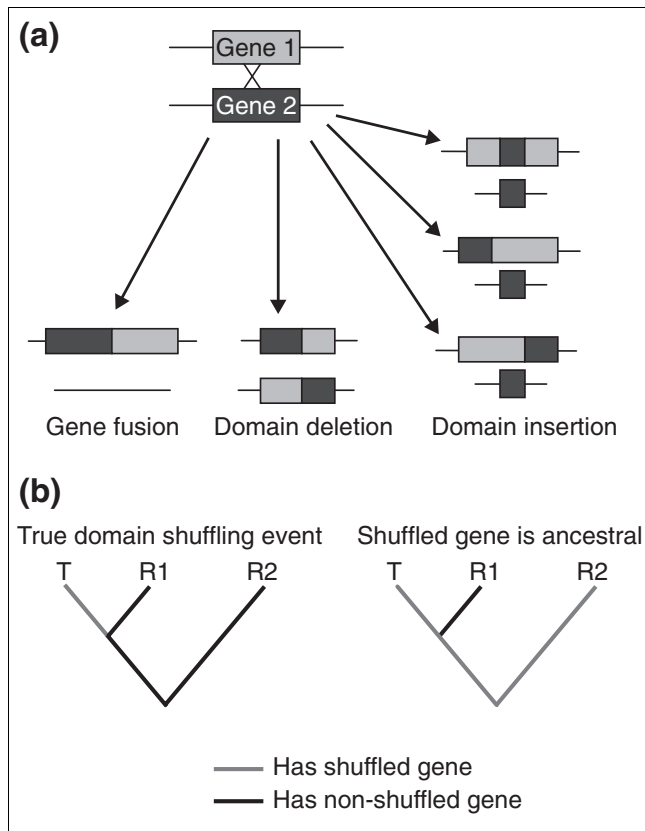 (a)
Gene 1
Gene 2
Gene fusion
Domain deletion
Domain insertion
(b)
True domain shuffling event
Shuffled gene is ancestral
T R1 R2
T R1 R2
Has shuffled gene
Has non-shuffled gene